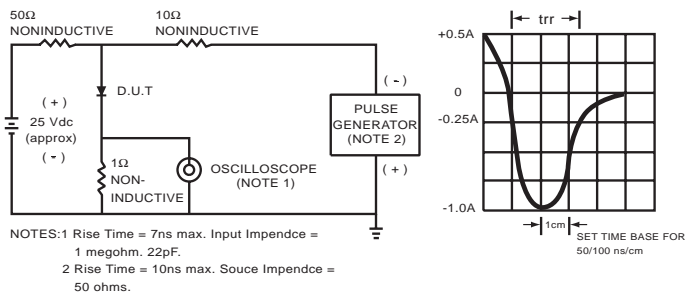 50Ω
NONINDUCTIVE
10Ω
NONINDUCTIVE
trr
+0.5A
( + )
25 Vdc
(approx)
( - )
D.U.T
1Ω
NON-
INDUCTIVE
OSCILLOSCOPE
(NOTE 1)
( - )
PULSE
GENERATOR
(NOTE 2)
( + )
0
-0.25A
-1.0A
1cm
SET TIME BASE FOR
50/100 ns/cm
NOTES:1 Rise Time = 7ns max. Input Impendce =
1 megohm. 22pF.
2 Rise Time = 10ns max. Souce Impendce =
50 ohms.